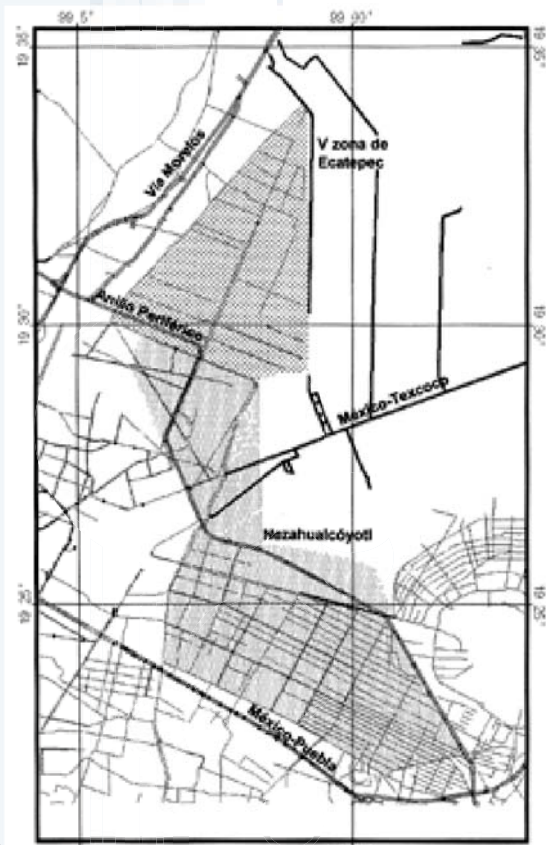 99.5°
99.00°
19 35°
19 35°
Vía Morelos
V zona de
Ecatepec
19 30°
19 30°
Anillo Periférico
México-Texcoco
Nezahualcóyotl
19 25°
19 25°
México-Puebla